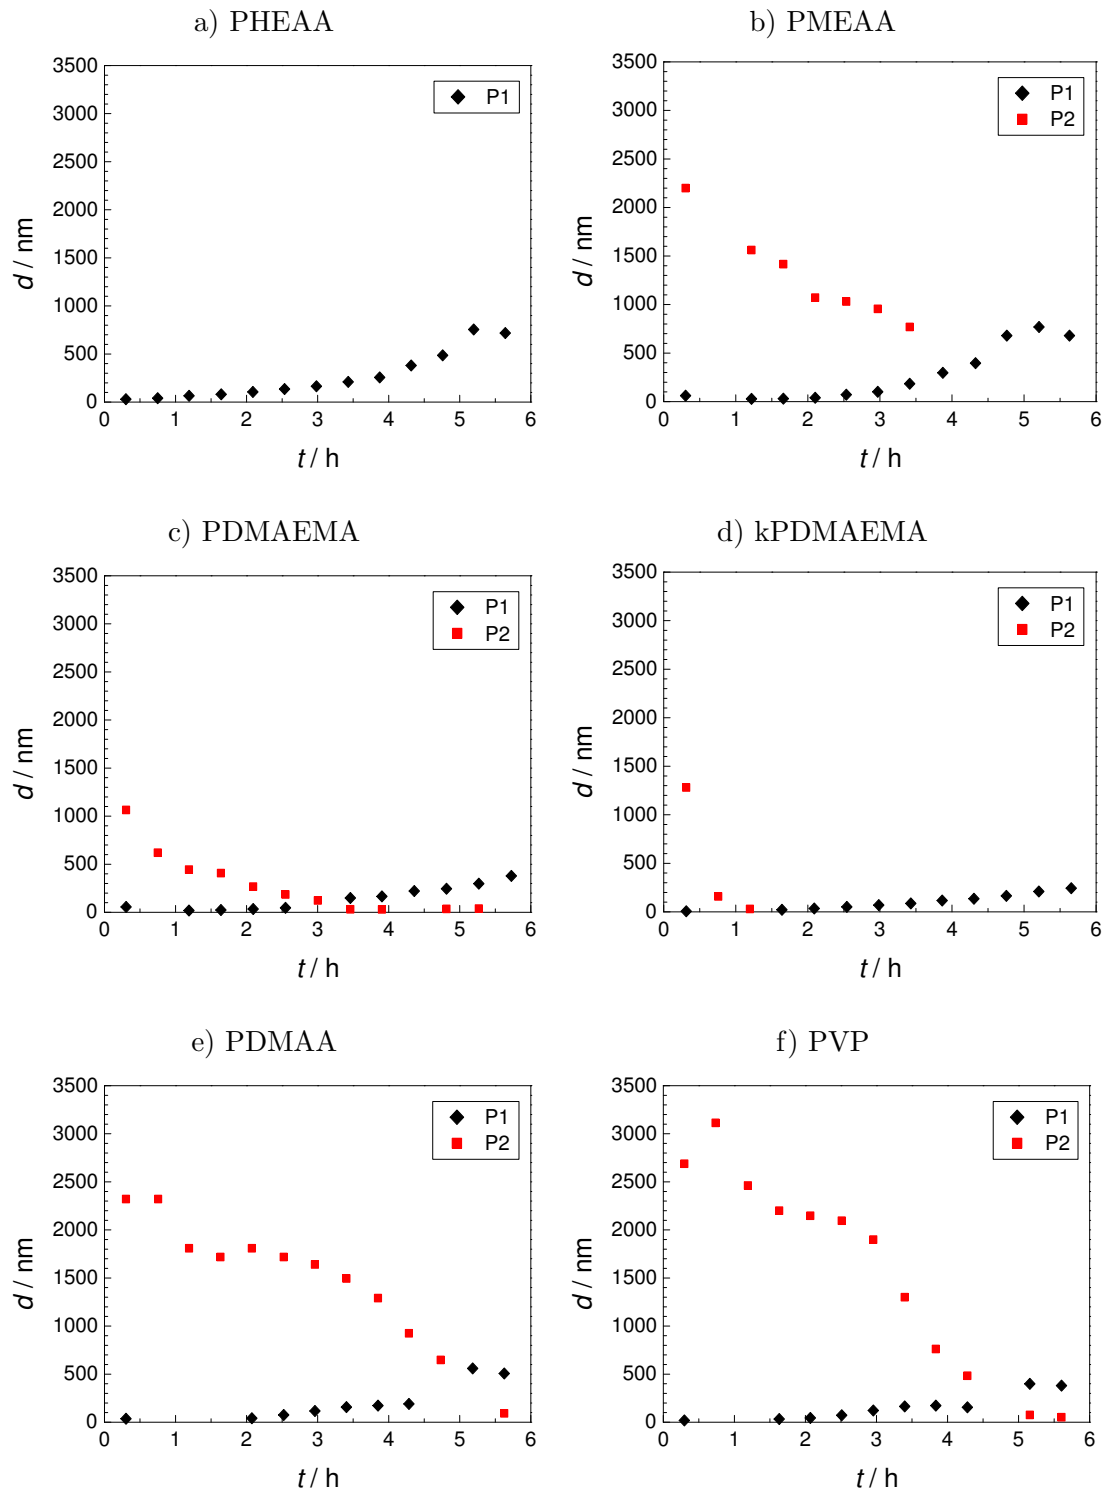 a) PHEAA
3500
3000
2500
2000
1500
1000
500
0
d / nm
P1
0 1 2 3 4 5 6
t / h
b) PMEAA
3500
3000
2500
2000
1500
1000
500
0
d / nm
P1
P2
0 1 2 3 4 5 6
t / h
c) PDMAEMA
3500
3000
2500
2000
1500
1000
500
0
d / nm
P1
P2
0 1 2 3 4 5 6
t / h
d) kPDMAEMA
3500
3000
2500
2000
1500
1000
500
0
d / nm
P1
P2
0 1 2 3 4 5 6
t / h
e) PDMAA
3500
3000
2500
2000
1500
1000
500
0
d / nm
P1
P2
0 1 2 3 4 5 6
t / h
f) PVP
3500
3000
2500
2000
1500
1000
500
0
d / nm
P1
P2
0 1 2 3 4 5 6
t / h